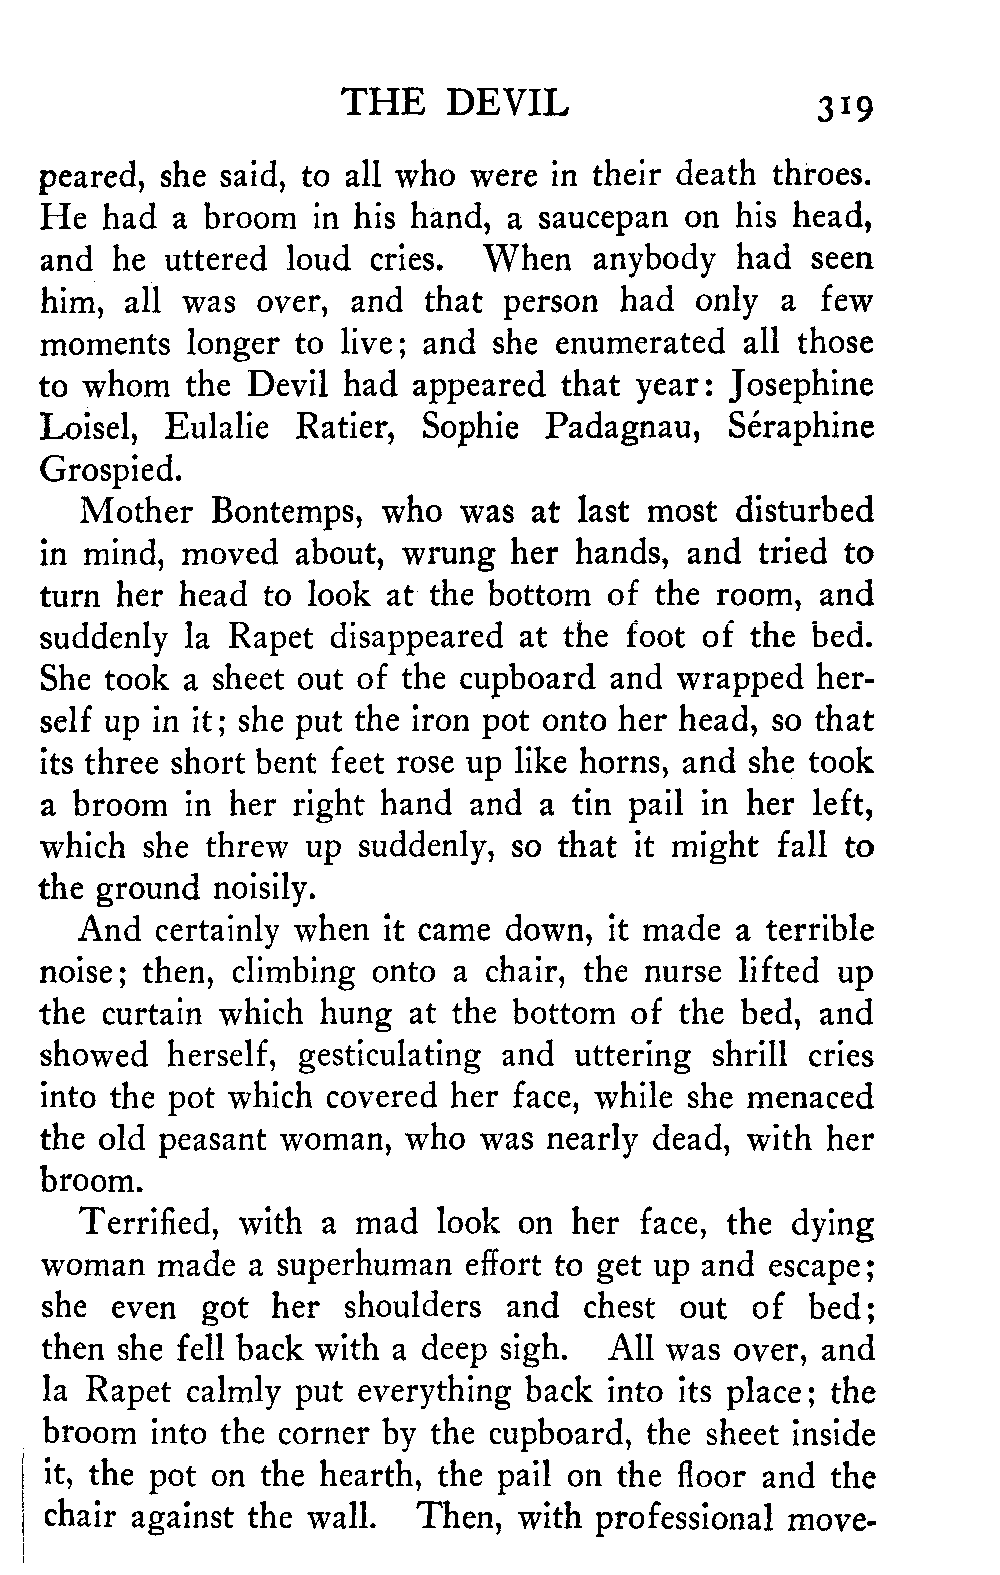 THE DEVIL 319
peared, she said, to all who were in their death throes.
He had a broom in his hand, a saucepan on his head,
and he uttered loud cries. When anybody had seen
him, all was over, and that person had only a few
moments longer to live; and she enumerated all those
to whom the Devil had appeared that year: Josephine
Loisel, Eulalie Ratier, Sophie Padagnau, Séraphine
Grospied.
Mother Bontemps, who was at last most disturbed
in mind, moved about, wrung her hands, and tried to
turn her head to look at the bottom of the room, and
suddenly la Rapet disappeared at the foot of the bed.
She took a sheet out of the cupboard and wrapped her-
self up in it; she put the iron pot onto her head, so that
its three short bent feet rose up like horns, and she took
a broom in her right hand and a tin pail in her left,
which she threw up suddenly, so that it might fall to
the ground noisily.
And certainly when it came down, it made a terrible
noise; then, climbing onto a chair, the nurse lifted up
the curtain which hung at the bottom of the bed, and
showed herself, gesticulating and uttering shrill cries
into the pot which covered her face, while she menaced
the old peasant woman, who was nearly dead, with her
broom.
Terrified, with a mad look on her face, the dying
woman made a superhuman effort to get up and escape;
she even got her shoulders and chest out of bed;
then she fell back with a deep sigh. All was over, and
la Rapet calmly put everything back into its place; the
broom into the corner by the cupboard, the sheet inside
it, the pot on the hearth, the pail on the floor and the
chair against the wall. Then, with professional move-